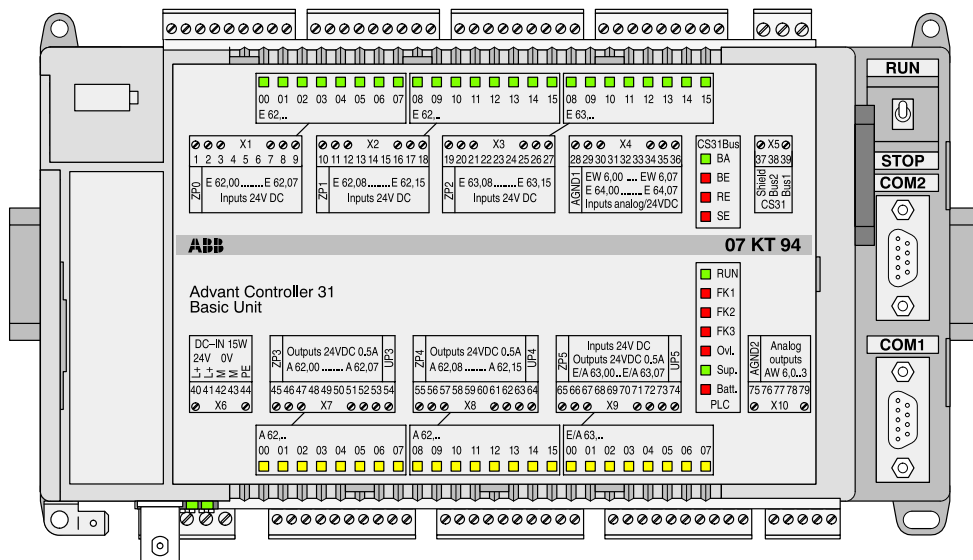 RUN
STOP
COM2
COM1
00 01 02 03 04 05 06 07
E 62,..
08 09 10 11 12 13 14 15
E 62,..
08 09 10 11 12 13 14 15
E 63,..
X1
1 2 3 4 5 6 7 8 9
ZP0
E 62,00.......E 62,07
Inputs 24V DC
X2
10 11 12 13 14 15 16 17 18
ZP1
E 62,08.......E 62,15
Inputs 24V DC
X3
19 20 21 22 23 24 25 26 27
ZP2
E 63,08.......E 63,15
Inputs 24V DC
X4
28 29 30 31 32 33 34 35 36
AGND1
EW 6,00 .... EW 6,07
E 64,00........E 64,07
Inputs analog/24VDC
CS31Bus
BA
BE
RE
SE
X5
37 38 39
Shield
Bus2
Bus1
CS31
ABB
07 KT 94
Advant Controller 31
Basic Unit
RUN
FK1
FK2
FK3
Ovl.
Sup.
Batt.
PLC
DC–IN 15W
24V 0V
L+ L+ M M PE
40 41 42 43 44
X6
ZP3
Outputs 24VDC 0.5A
A 62,00........ A 62,07
UP3
45 46 47 48 49 50 51 52 53 54
X7
ZP4
Outputs 24VDC 0.5A
A 62,08........ A 62,15
UP4
55 56 57 58 59 60 61 62 63 64
X8
ZP5
Inputs 24V DC
Outputs 24VDC 0.5A
E/A 63,00...E/A 63,07
UP5
65 66 67 68 69 70 71 72 73 74
X9
AGND2
Analog
outputs
AW 6,0..3
75 76 77 78 79
X10
A 62,..
00 01 02 03 04 05 06 07
A 62,..
08 09 10 11 12 13 14 15
E/A 63,..
00 01 02 03 04 05 06 07